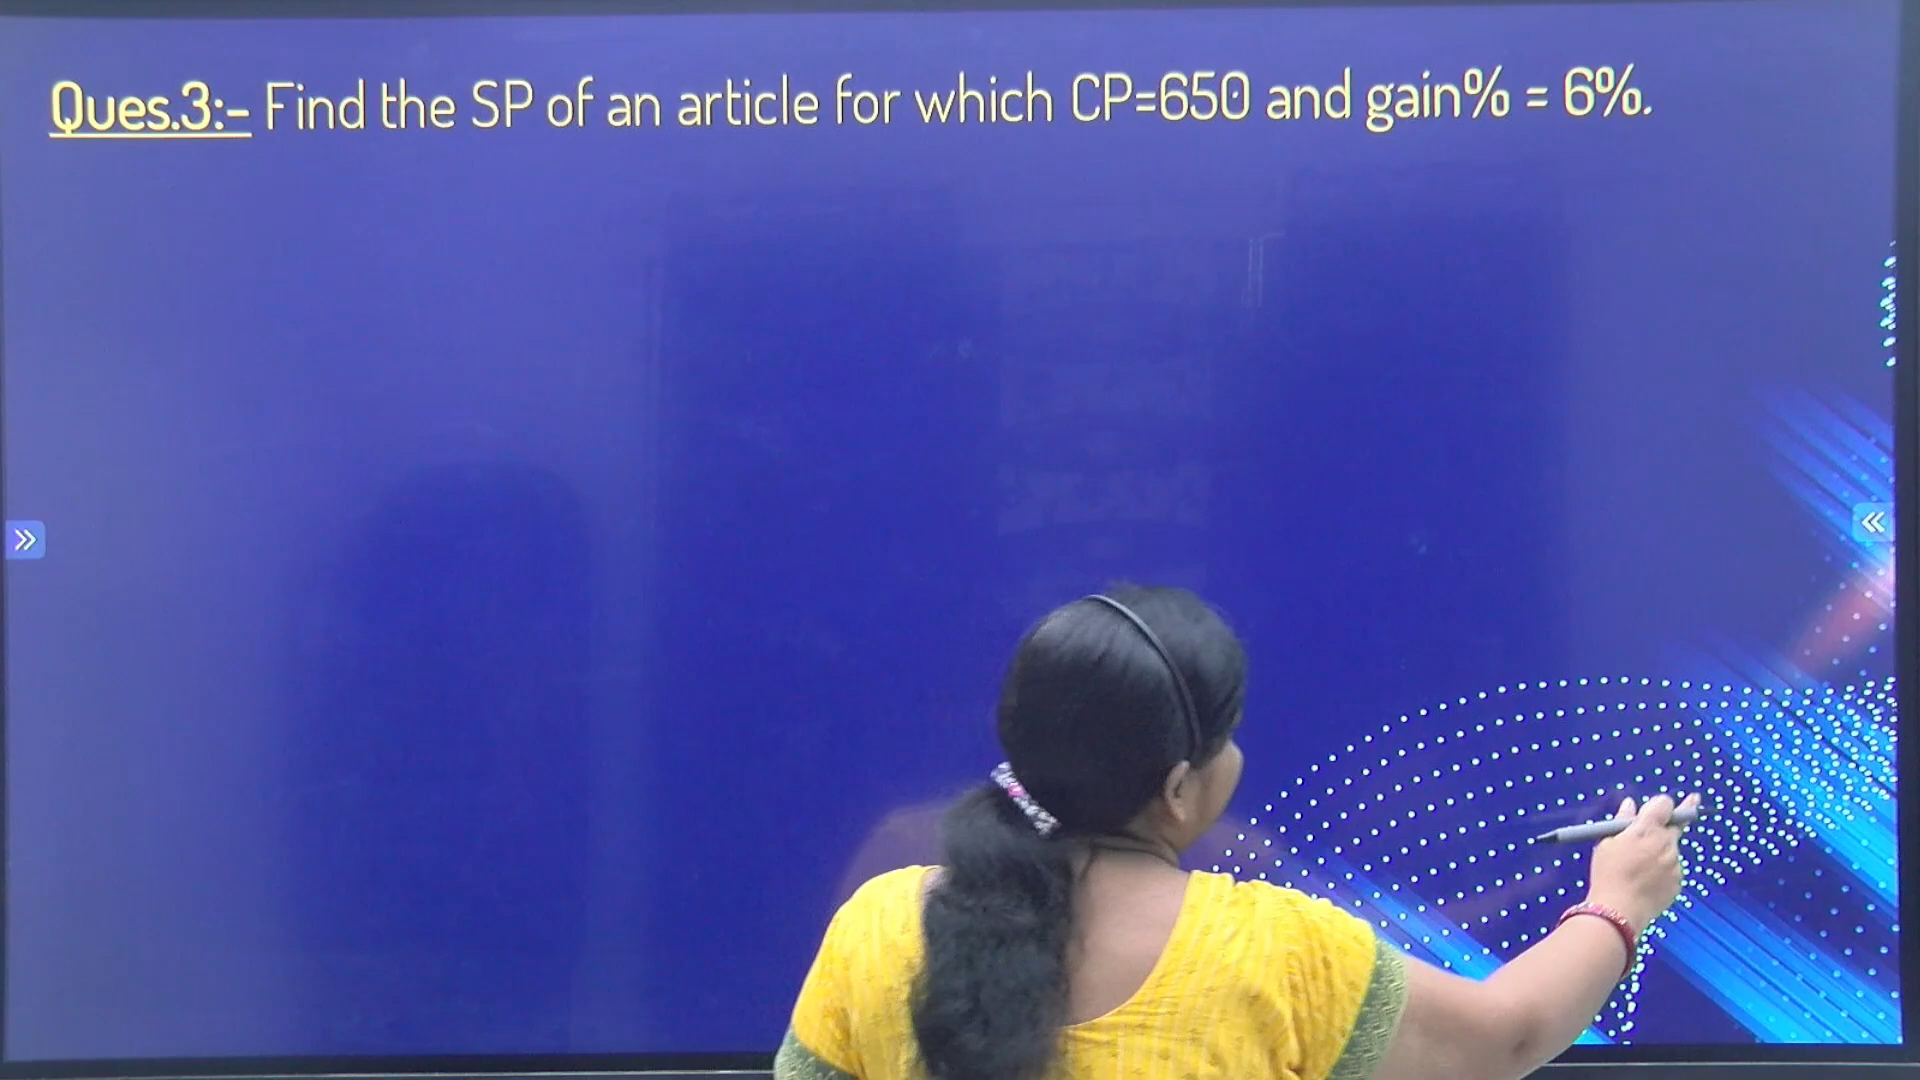 Ques.3:- Find the SP of an article for which CP=650 and gain% = 6%.